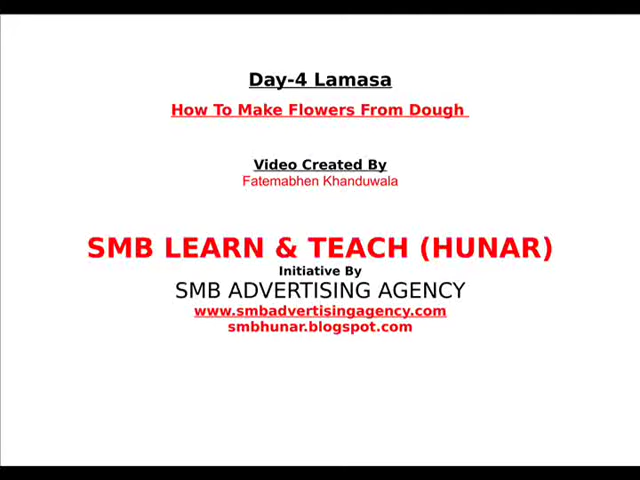 Day-4 Lamasa
How To Make Flowers From Dough
Video Created By
Fatemabhen Khanduwala
SMB LEARN & TEACH (HUNAR)
Initiative By
SMB ADVERTISING AGENCY
www.smbadvertisingagency.com
smbhunar.blogspot.com